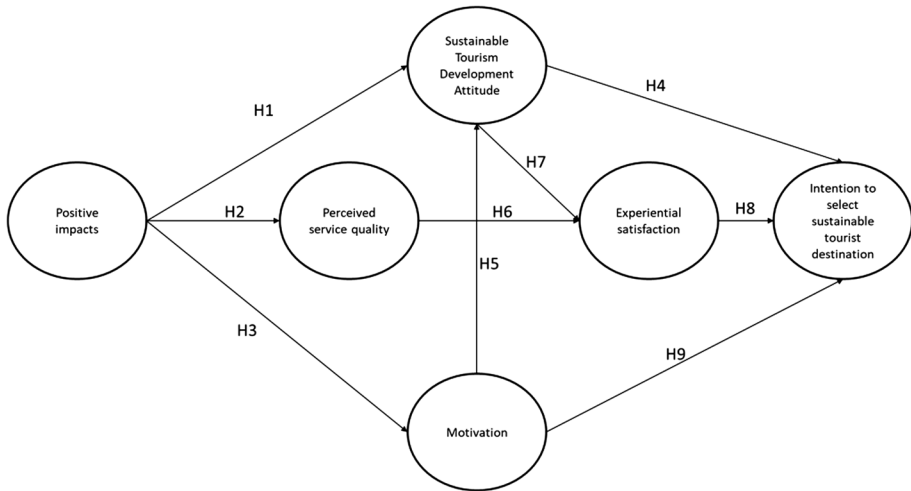 Sustainable
Tourism
Development
Attitude
H1
H4
H7
Positive
impacts
H2
Perceived
service quality
H6
Experiential
satisfaction
H8
Intention to
select
sustainable
tourist
destination
H5
H3
H9
Motivation